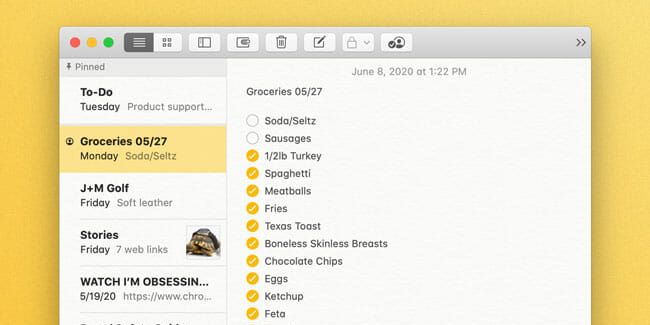 Pinned
To-Do
Tuesday Product support...
Groceries 05/27
Monday Soda/Seltz
J+M Golf
Friday Soft leather
Stories
Friday 7 web links
WATCH I'M OBSESSIN...
5/19/20 https://www.chro...
June 8, 2020 at 1:22 PM
Groceries 05/27
Soda/Seltz
Sausages
1/2lb Turkey
Spaghetti
Meatballs
Fries
Texas Toast
Boneless Skinless Breasts
Chocolate Chips
Eggs
Ketchup
Feta